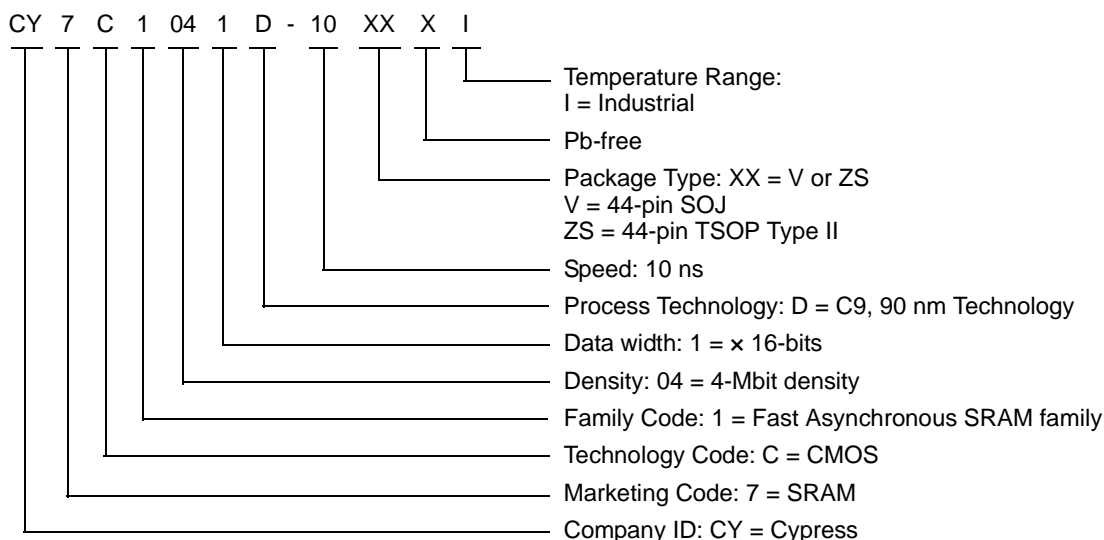 CY 7 C 1 04 1 D - 10 XX X I
Temperature Range:
I = Industrial
Pb-free
Package Type: XX = V or ZS
V = 44-pin SOJ
ZS = 44-pin TSOP Type II
Speed: 10 ns
Process Technology: D = C9, 90 nm Technology
Data width: 1 = × 16-bits
Density: 04 = 4-Mbit density
Family Code: 1 = Fast Asynchronous SRAM family
Technology Code: C = CMOS
Marketing Code: 7 = SRAM
Company ID: CY = Cypress